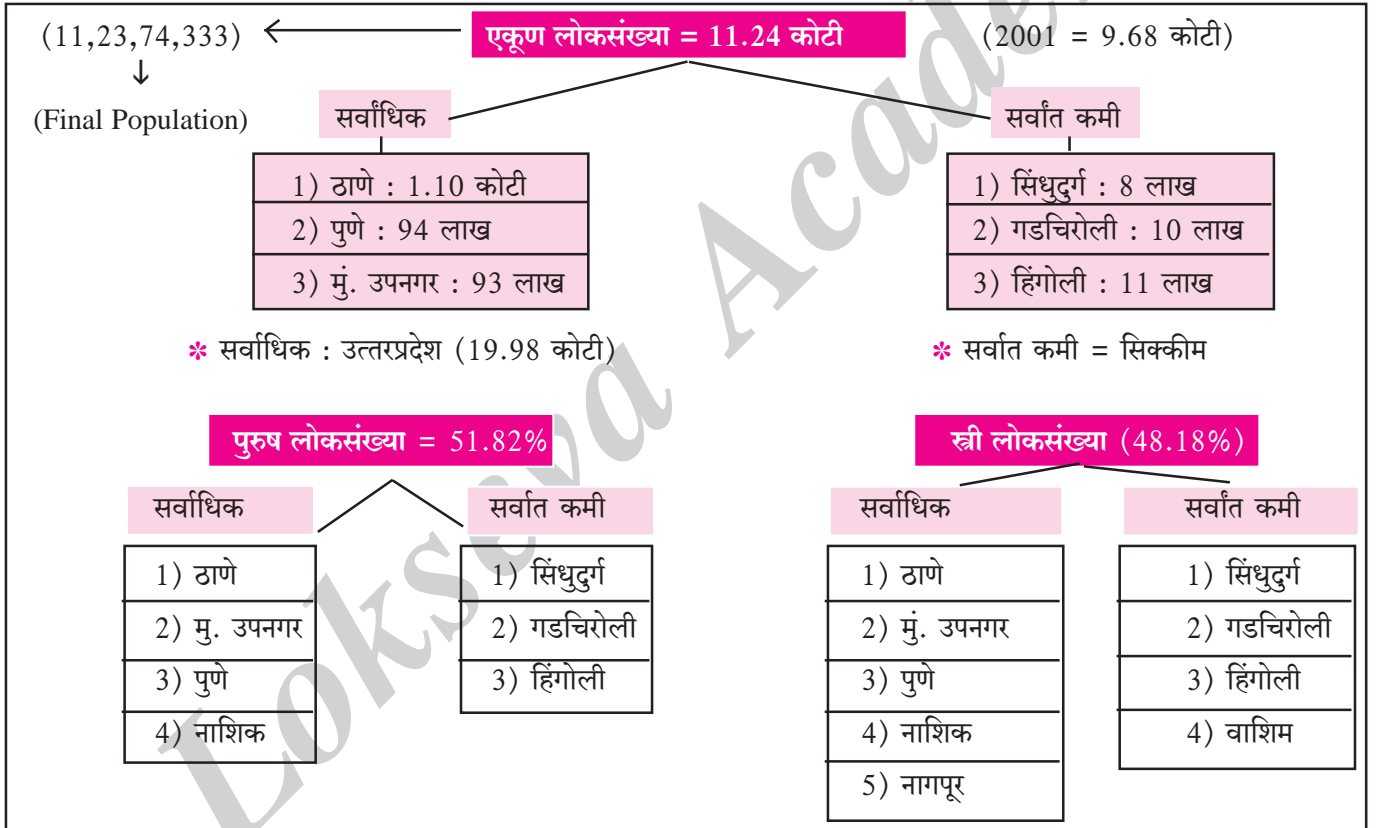 (11,23,74,333) ← एकूण लोकसंख्या = 11.24 कोटी (2001 = 9.68 कोटी)
↓
(Final Population)
सर्वांधिक
1) ठाणे : 1.10 कोटी
2) पुणे : 94 लाख
3) मुं. उपनगर : 93 लाख
सर्वांत कमी
1) सिंधुदुर्ग : 8 लाख
2) गडचिरोली : 10 लाख
3) हिंगोली : 11 लाख
* सर्वाधिक : उत्तरप्रदेश (19.98 कोटी)
* सर्वात कमी = सिक्कीम
पुरुष लोकसंख्या = 51.82%
सर्वाधिक
1) ठाणे
2) मु. उपनगर
3) पुणे
4) नाशिक
सर्वात कमी
1) सिंधुदुर्ग
2) गडचिरोली
3) हिंगोली
स्त्री लोकसंख्या (48.18%)
सर्वाधिक
1) ठाणे
2) मुं. उपनगर
3) पुणे
4) नाशिक
5) नागपूर
सर्वांत कमी
1) सिंधुदुर्ग
2) गडचिरोली
3) हिंगोली
4) वाशिम
Lokseva Acade